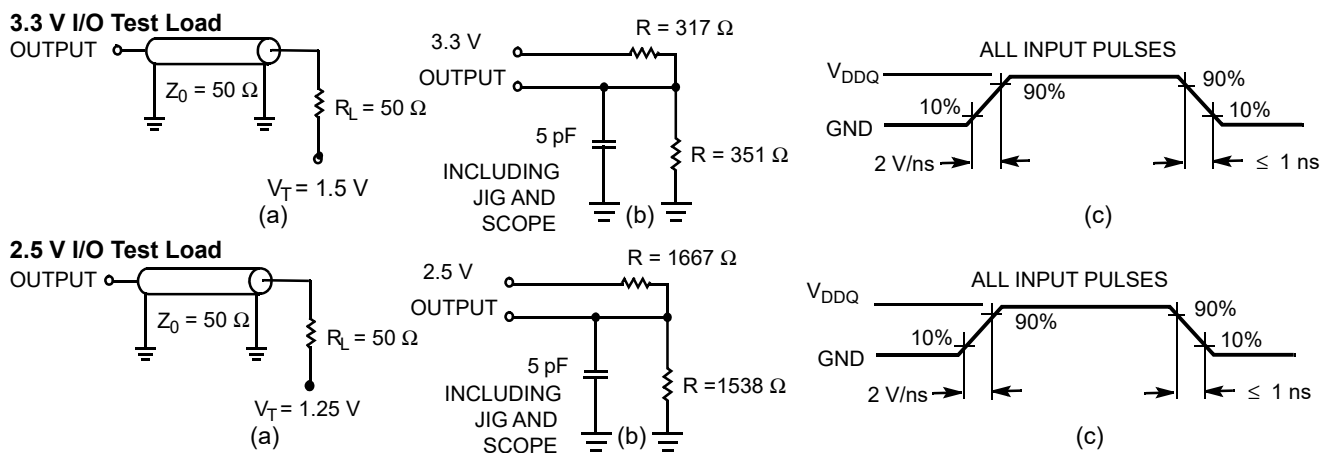 3.3 V I/O Test Load
OUTPUT
Z0 = 50 Ω
RL = 50 Ω
VT = 1.5 V
(a)
3.3 V
R = 317 Ω
OUTPUT
5 pF
R = 351 Ω
INCLUDING
JIG AND
SCOPE
(b)
ALL INPUT PULSES
VDDQ
90%
90%
10%
10%
GND
2 V/ns
≤ 1 ns
(c)
2.5 V I/O Test Load
OUTPUT
Z0 = 50 Ω
RL = 50 Ω
VT = 1.25 V
(a)
2.5 V
R = 1667 Ω
OUTPUT
5 pF
R =1538 Ω
INCLUDING
JIG AND
SCOPE
(b)
ALL INPUT PULSES
VDDQ
90%
90%
10%
10%
GND
2 V/ns
≤ 1 ns
(c)